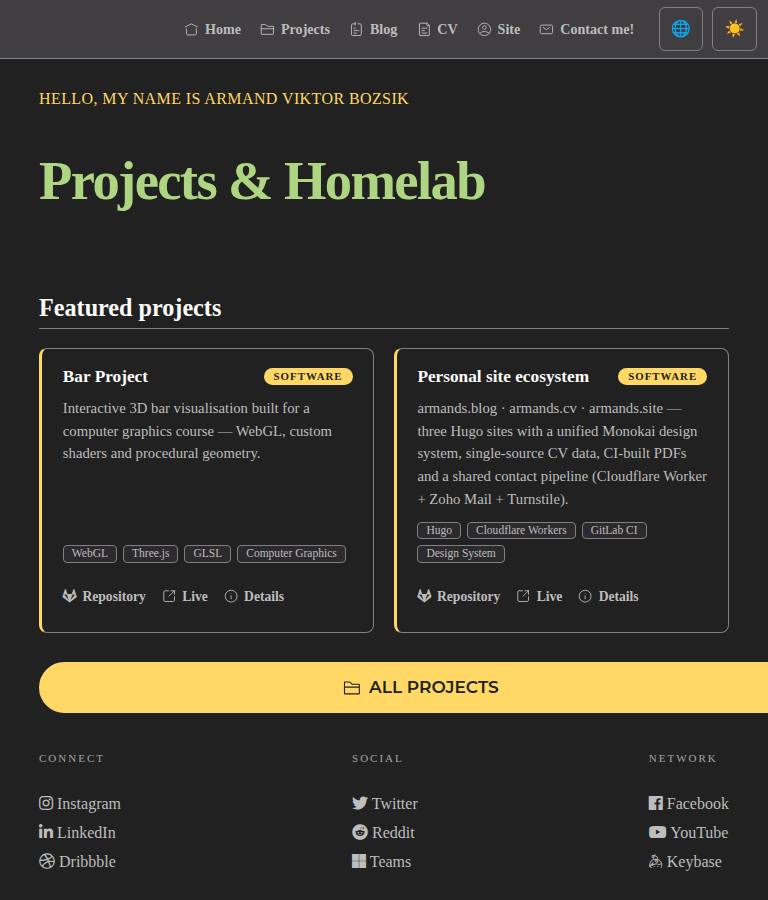 Home Projects Blog CV Site Contact me!
HELLO, MY NAME IS ARMAND VIKTOR BOZSIK
Projects & Homelab
Featured projects
Bar Project SOFTWARE
Interactive 3D bar visualisation built for a
computer graphics course — WebGL, custom
shaders and procedural geometry.
WebGL Three.js GLSL Computer Graphics
Repository Live Details
Personal site ecosystem SOFTWARE
armands.blog · armands.cv · armands.site —
three Hugo sites with a unified Monokai design
system, single-source CV data, CI-built PDFs
and a shared contact pipeline (Cloudflare Worker
+ Zoho Mail + Turnstile).
Hugo Cloudflare Workers GitLab CI
Design System
Repository Live Details
ALL PROJECTS
CONNECT
Instagram
LinkedIn
Dribbble
SOCIAL
Twitter
Reddit
Teams
NETWORK
Facebook
YouTube
Keybase